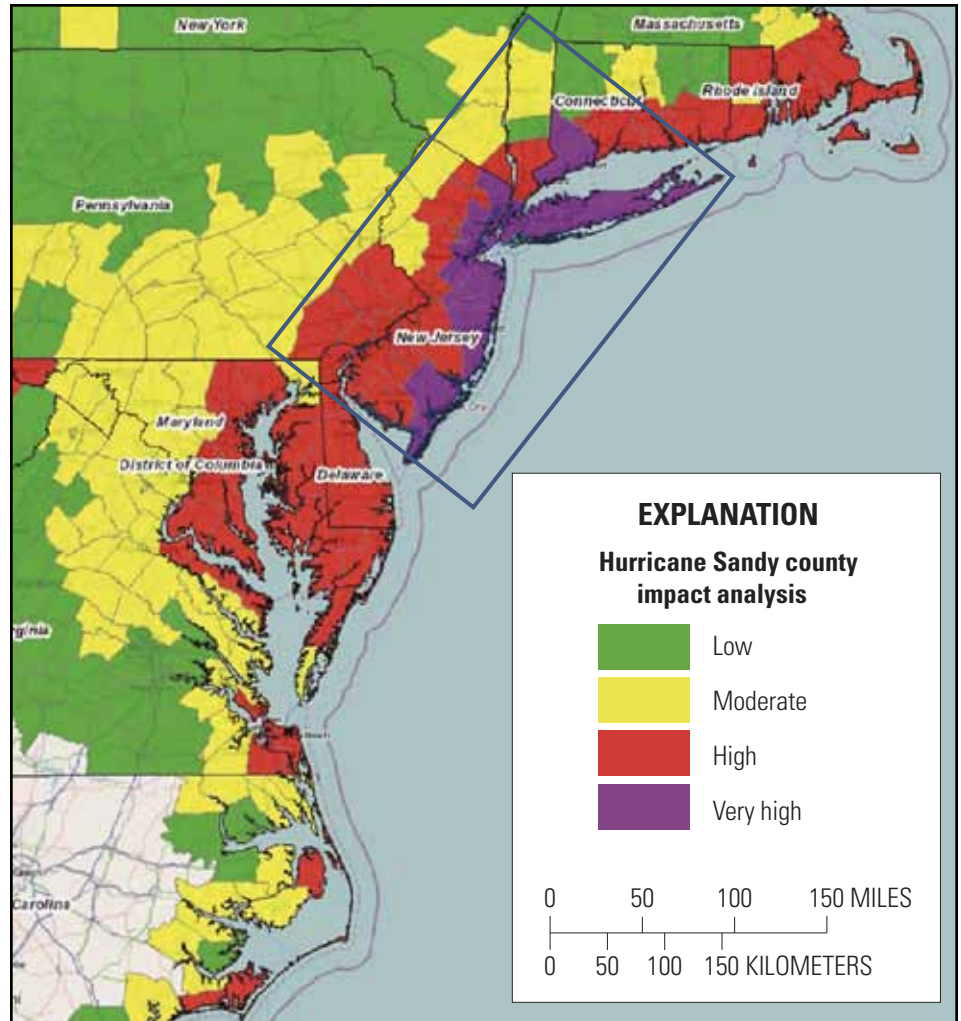 New York
Massachusetts
Connecticut
Rhode Island
Pennsylvania
New Jersey
Maryland
District of Columbia
Delaware
rginia
Carolina
EXPLANATION
Hurricane Sandy county
impact analysis
Low
Moderate
High
Very high
0 50 100 150 MILES
0 50 100 150 KILOMETERS